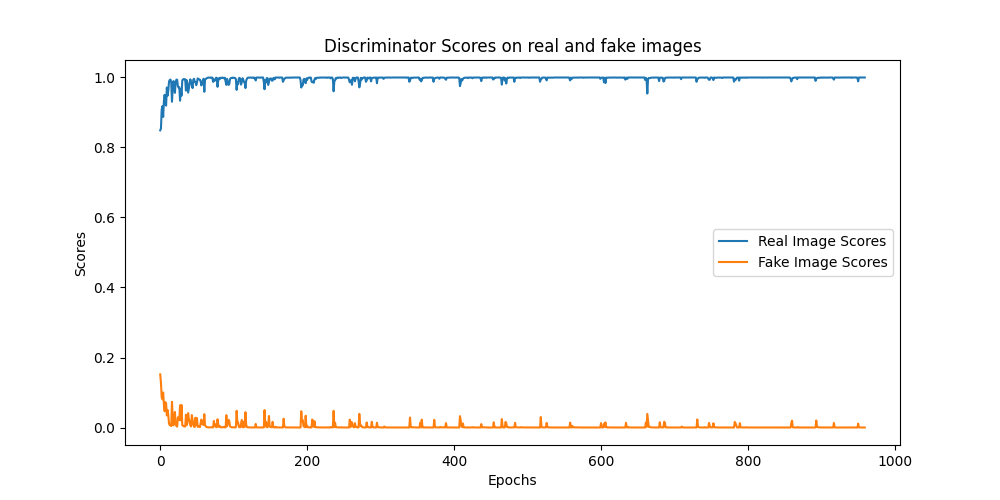 Discriminator Scores on real and fake images
1.0
0.8
0.6
0.4
0.2
0.0
Scores
Real Image Scores
Fake Image Scores
0 200 400 600 800 1000
Epochs